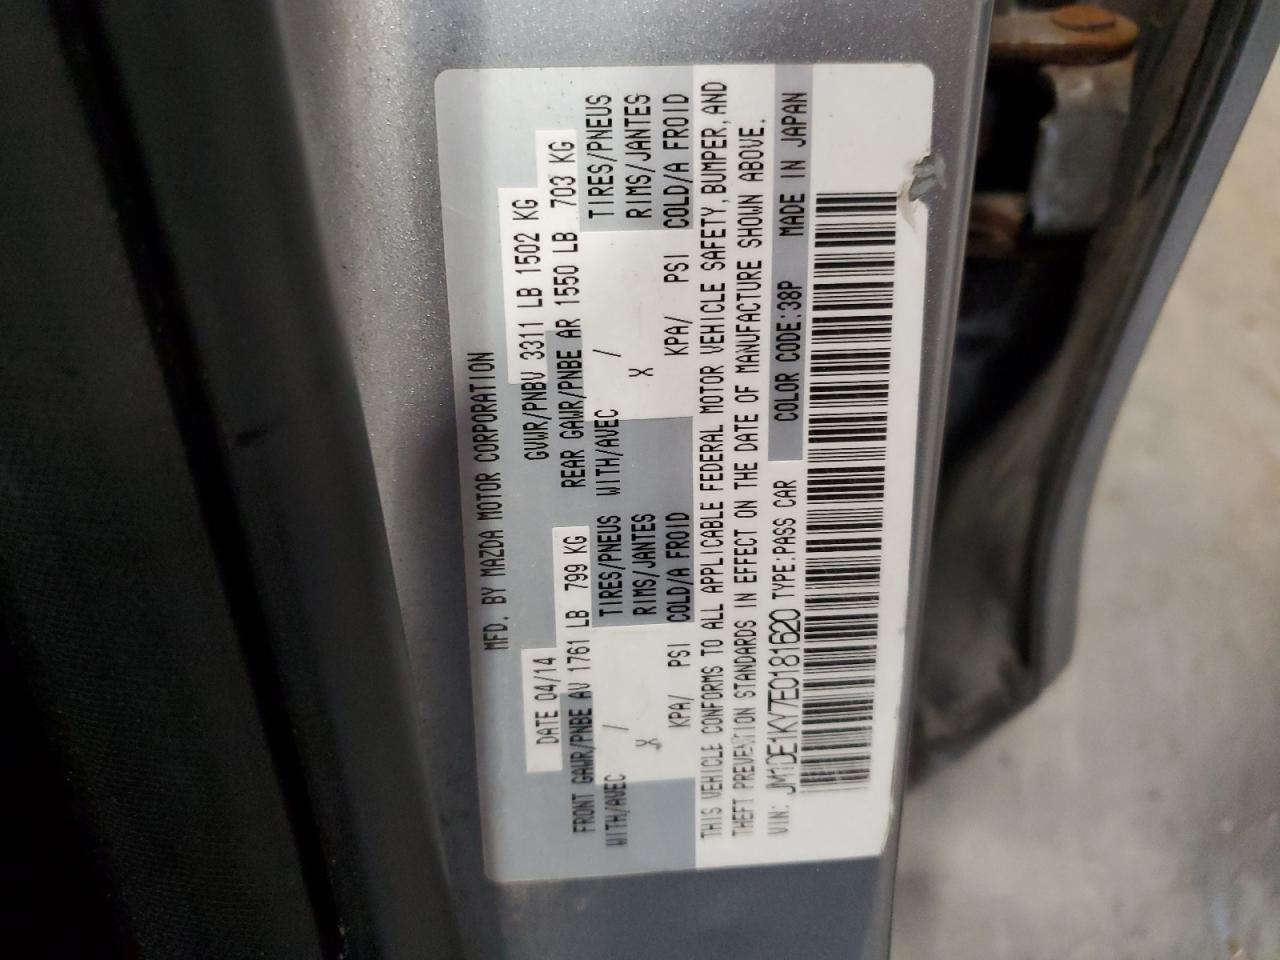 MFD. BY MAZDA MOTOR CORPORATION
DATE 04/14 GVWR/PNBV 3311 LB 1502 KG
FRONT GAWR/PNBE AV 1761 LB 799 KG REAR GAWR/PNBE AR 1550 LB 703 KG
WITH/AVEC / TIRES/PNEUS WITH/AVEC / TIRES/PNEUS
X RIMS/JANTES X RIMS/JANTES
KPA/ PSI COLD/A FROID KPA/ PSI COLD/A FROID
THIS VEHICLE CONFORMS TO ALL APPLICABLE FEDERAL MOTOR VEHICLE SAFETY, BUMPER, AND
THEFT PREVENTION STANDARDS IN EFFECT ON THE DATE OF MANUFACTURE SHOWN ABOVE.
VIN: JM1DE1KY7E0181620 TYPE:PASS CAR COLOR CODE:38P MADE IN JAPAN